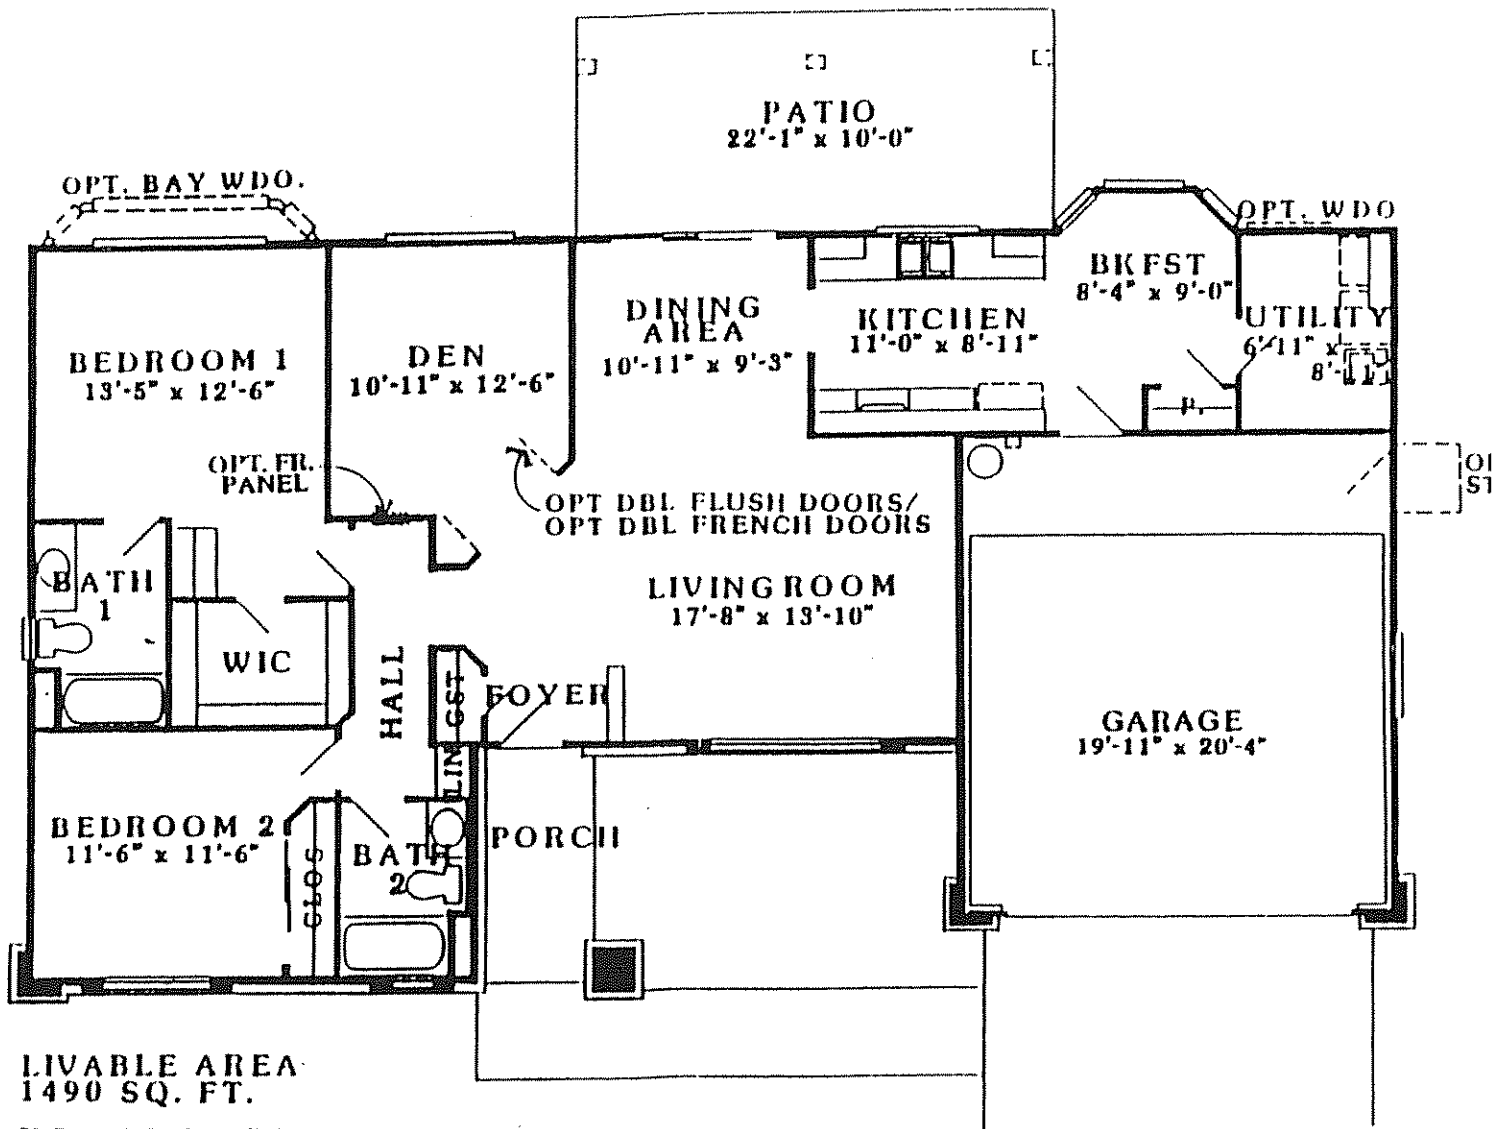 PATIO
22'-1" x 10'-0"
OPT. BAY WDO.
OPT. WDO
BKFST
8'-4" x 9'-0"
DINING
AREA
10'-11" x 9'-3"
KITCHEN
11'-0" x 8'-11"
UTILITY
6'-11" x
BEDROOM 1
13'-5" x 12'-6"
DEN
10'-11" x 12'-6"
P.
OPT. FR.
PANEL
OPT DBL FLUSH DOORS/
OPT DBL FRENCH DOORS
BATH
1
LIVING ROOM
17'-8" x 13'-10"
WIC
HALL
GST
FOYER
GARAGE
19'-11" x 20'-4"
LIN
BEDROOM 2
11'-6" x 11'-6"
CLOS
BATH
2
PORCH
LIVABLE AREA
1490 SQ. FT.